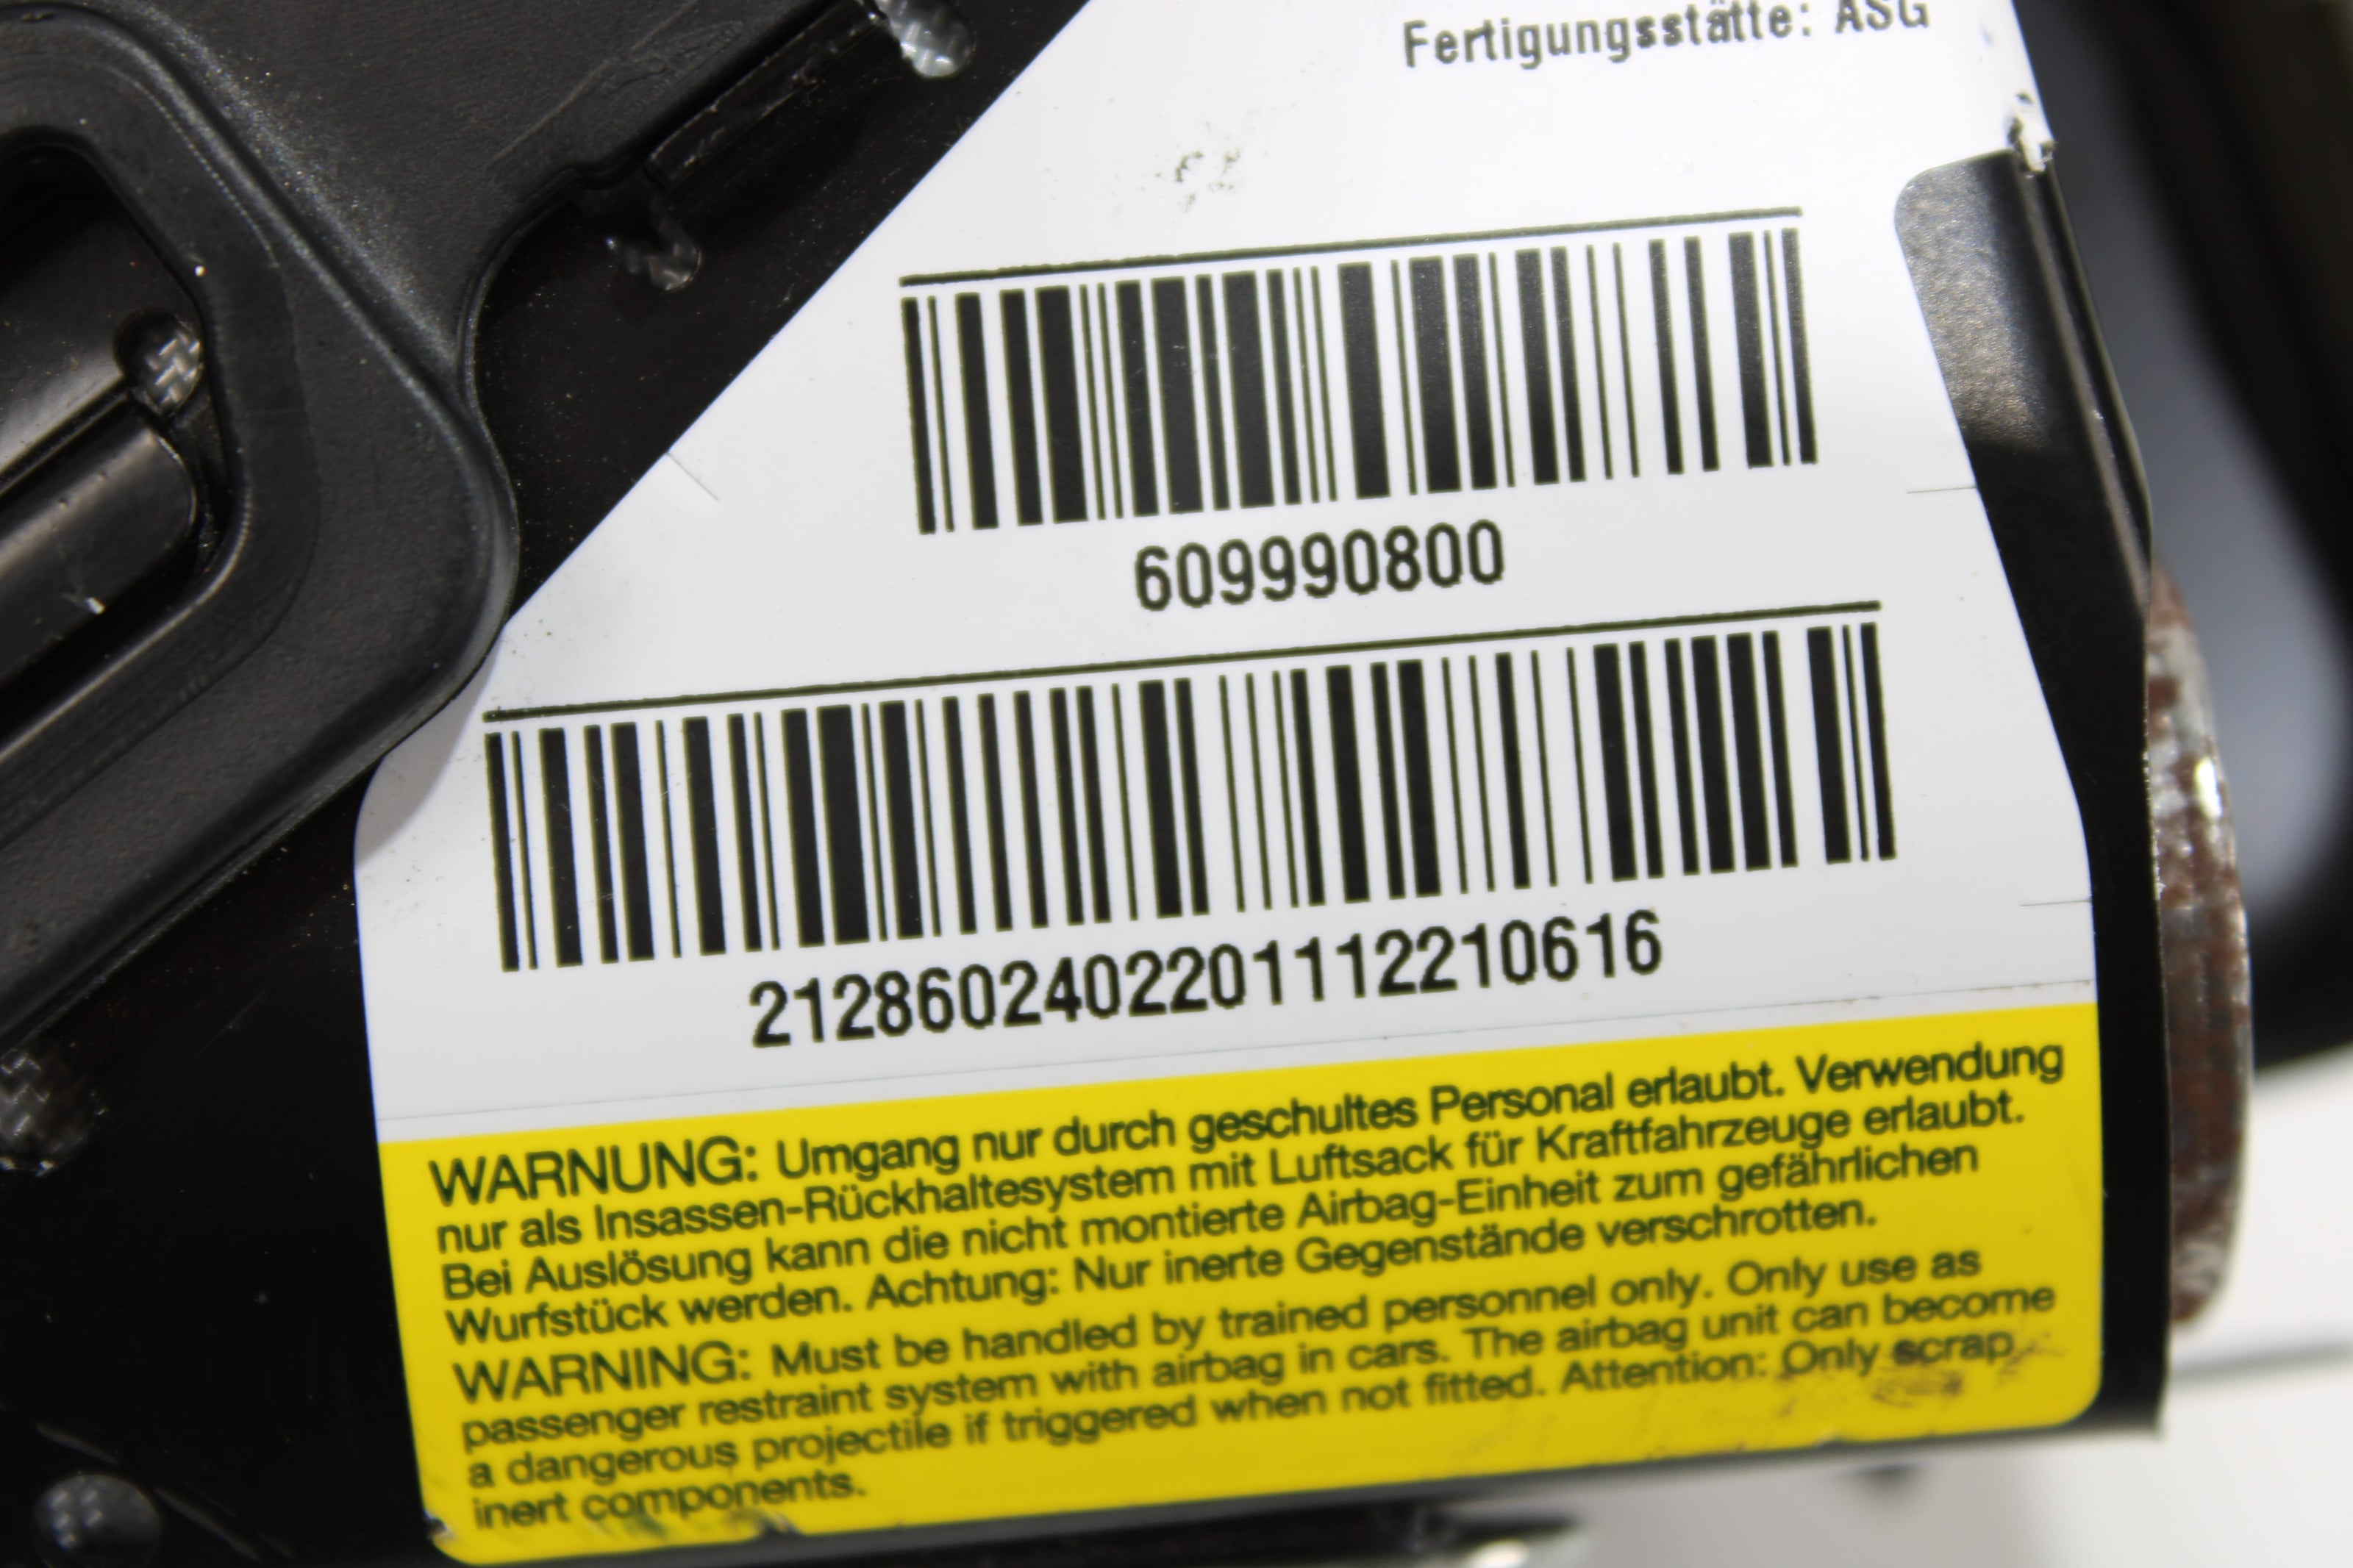 Fertigungsstätte: ASG
609990800
2128602402201112210616
WARNUNG: Umgang nur durch geschultes Personal erlaubt. Verwendung
nur als Insassen-Rückhaltesystem mit Luftsack für Kraftfahrzeuge erlaubt.
Bei Auslösung kann die nicht montierte Airbag-Einheit zum gefährlichen
Wurfstück werden. Achtung: Nur inerte Gegenstände verschrotten.
WARNING: Must be handled by trained personnel only. Only use as
passenger restraint system with airbag in cars. The airbag unit can become
a dangerous projectile if triggered when not fitted. Attention: Only scrap
inert components.